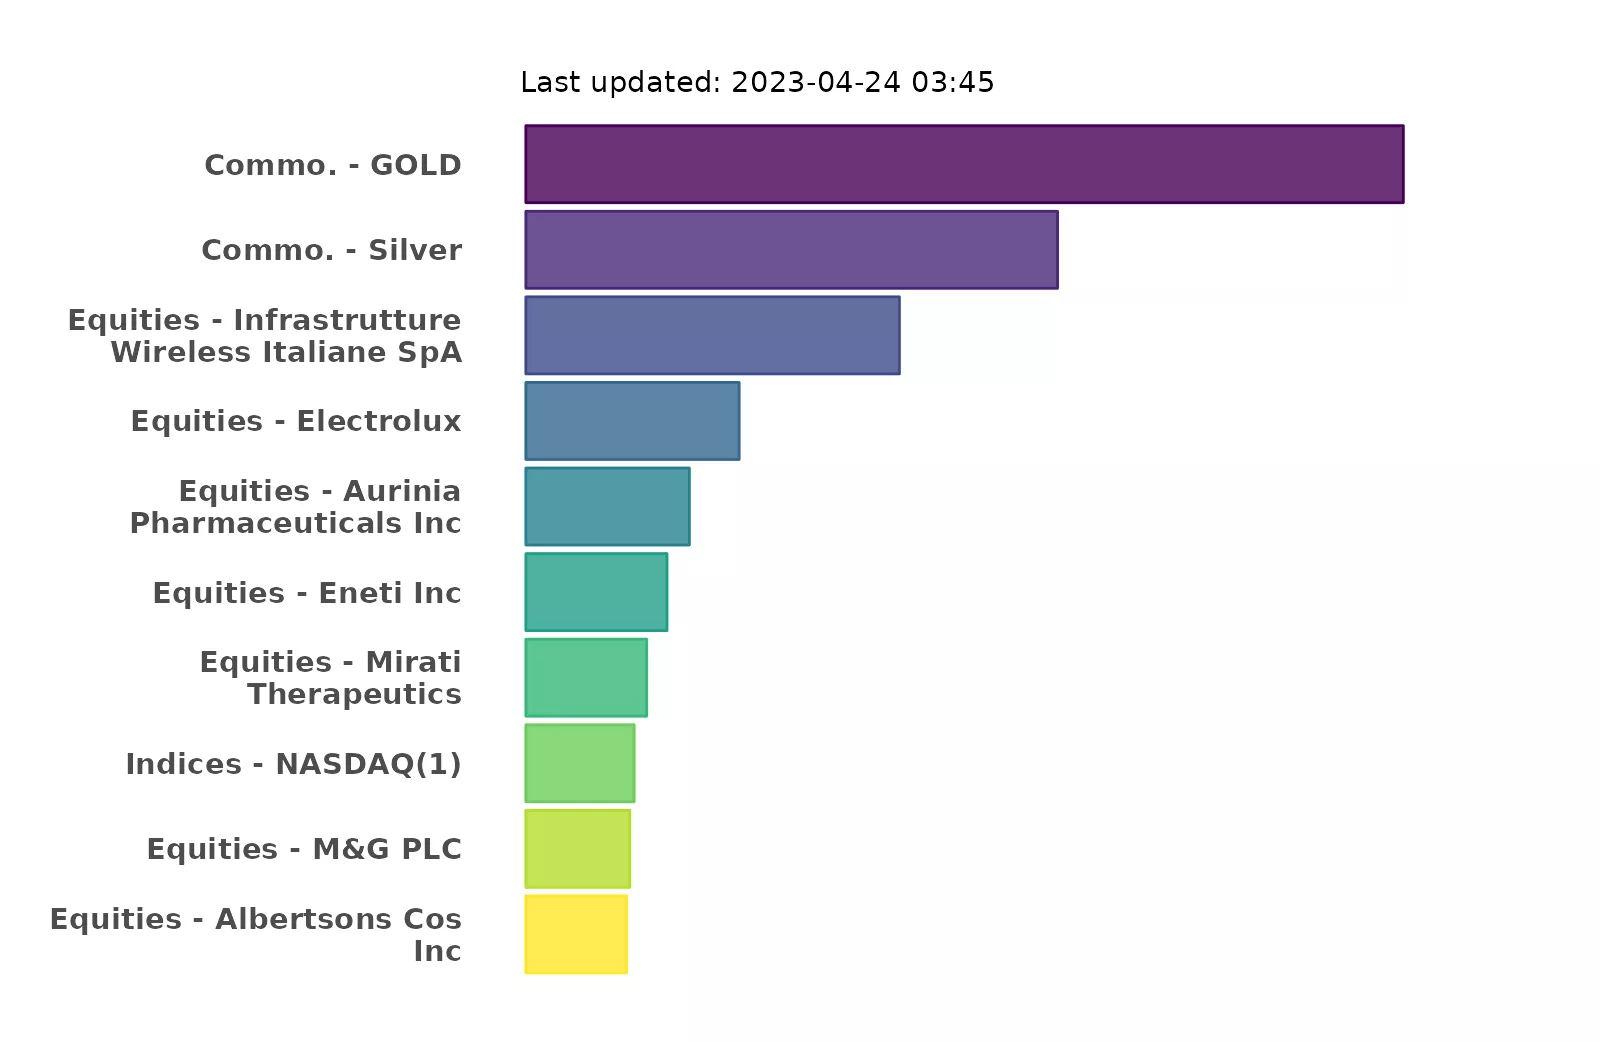 Last updated: 2023-04-24 03:45
Commo. - GOLD
Commo. - Silver
Equities - Infrastrutture
Wireless Italiane SpA
Equities - Electrolux
Equities - Aurinia
Pharmaceuticals Inc
Equities - Eneti Inc
Equities - Mirati
Therapeutics
Indices - NASDAQ(1)
Equities - M&G PLC
Equities - Albertsons Cos
Inc